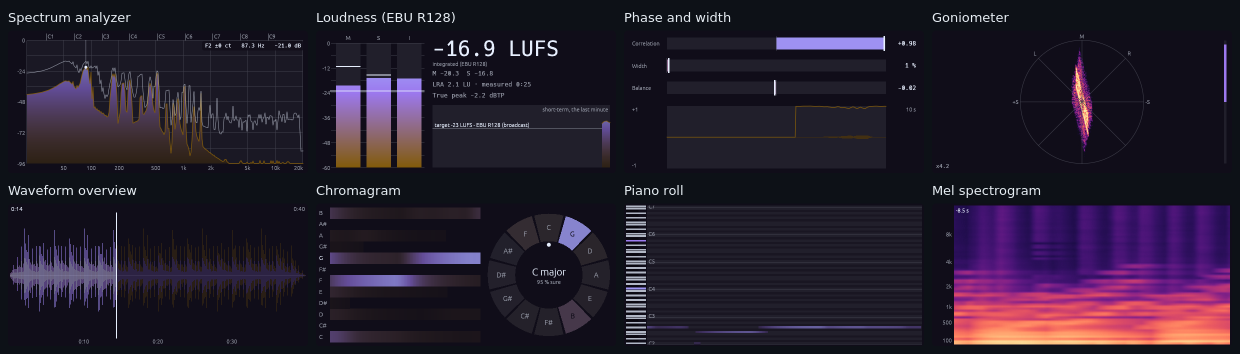 Spectrum analyzer
|C1 |C2 |C3 |C4 |C5 |C6 |C7 |C8 |C9
F2 ±0 ct 87.3 Hz -21.0 dB
0
-24
-48
-72
-96
50 100 200 500 1k 2k 5k 10k 20k
Loudness (EBU R128)
M S I
0
-12
-24
-36
-48
-60
-16.9 LUFS
integrated (EBU R128)
M -20.3 S -16.8
LRA 2.1 LU · measured 0:25
True peak -2.2 dBTP
short-term, the last minute
target -23 LUFS · EBU R128 (broadcast)
Phase and width
Correlation +0.98
Width 1 %
Balance -0.02
+1 10 s
-1
Goniometer
M
L R
+S -S
x4.2
Waveform overview
0:14 0:40
0:10 0:20 0:30
Chromagram
B
A#
A
G#
G
F#
F
E
D#
D
C#
C
C
G
D
A
E
B
F#
C#
G#
D#
A#
F
C major
95 % sure
Piano roll
C7
C6
C5
C4
C3
C2
Mel spectrogram
-8.5 s
8k
4k
2k
1k
500
100